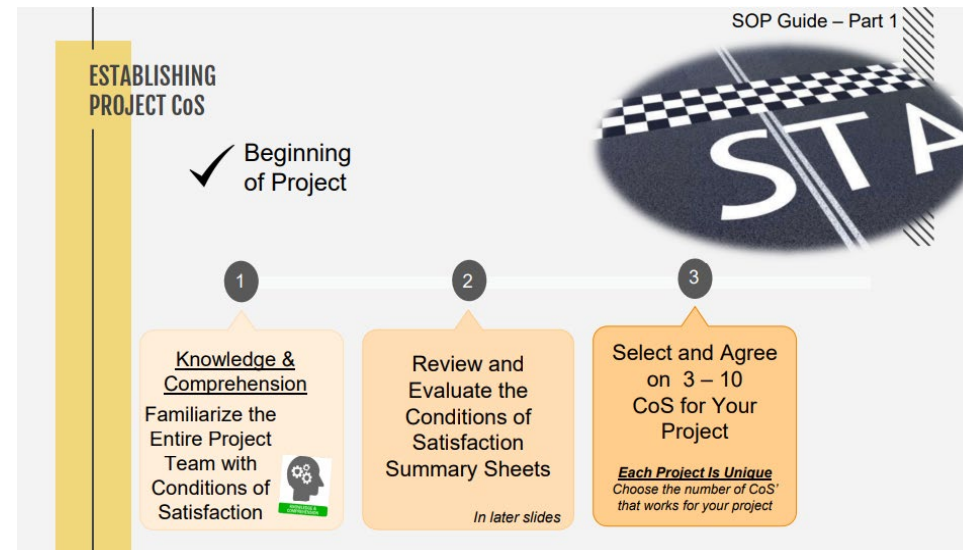 SOP Guide – Part 1
ESTABLISHING
PROJECT CoS
Beginning
of Project
STA
1
2
3
Knowledge &
Comprehension
Familiarize the
Entire Project
Team with
Conditions of
Satisfaction
KNOWLEDGE &
COMPREHENSION
Review and
Evaluate the
Conditions of
Satisfaction
Summary Sheets
In later slides
Select and Agree
on 3 – 10
CoS for Your
Project
Each Project Is Unique
Choose the number of CoS'
that works for your project